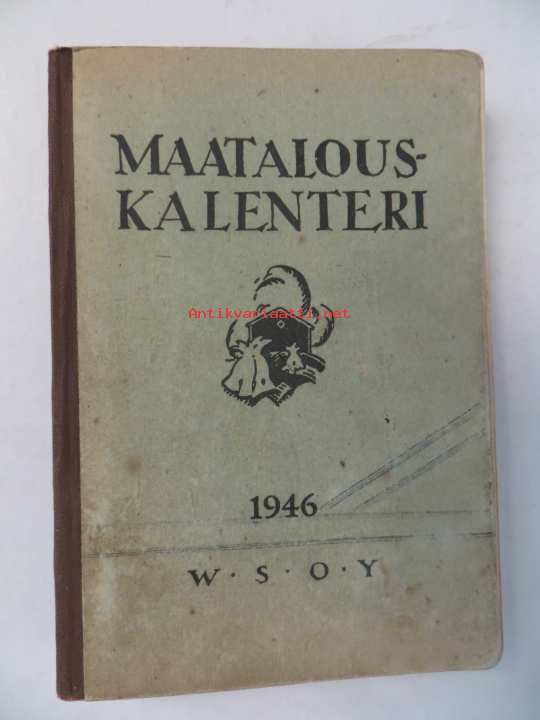 MAATALOUS-
KALENTERI
Antikvariaatti.net
1946
W·S·O·Y